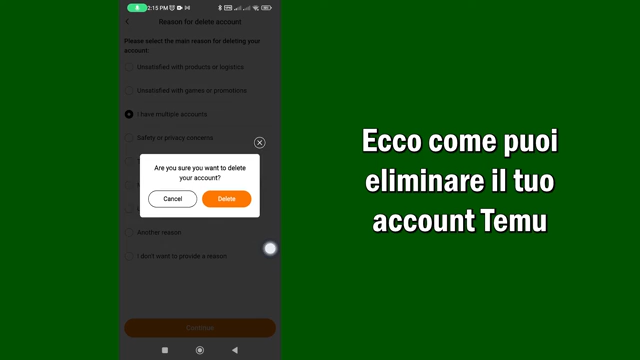 2:15 PM
Reason for delete account
Please select the main reason for deleting your
account:
Unsatisfied with products or logistics
Unsatisfied with games or promotions
I have multiple accounts
Safety or privacy concerns
Are you sure you want to delete
your account?
Cancel
Delete
Another reason
I don't want to provide a reason
Continue
Ecco come puoi
eliminare il tuo
account Temu